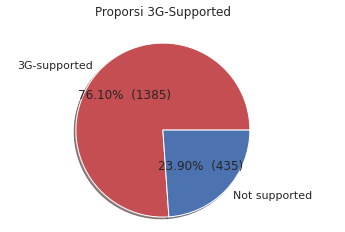 Proporsi 3G-Supported
3G-supported
76.10%  (1385)
23.90%  (435)
Not supported